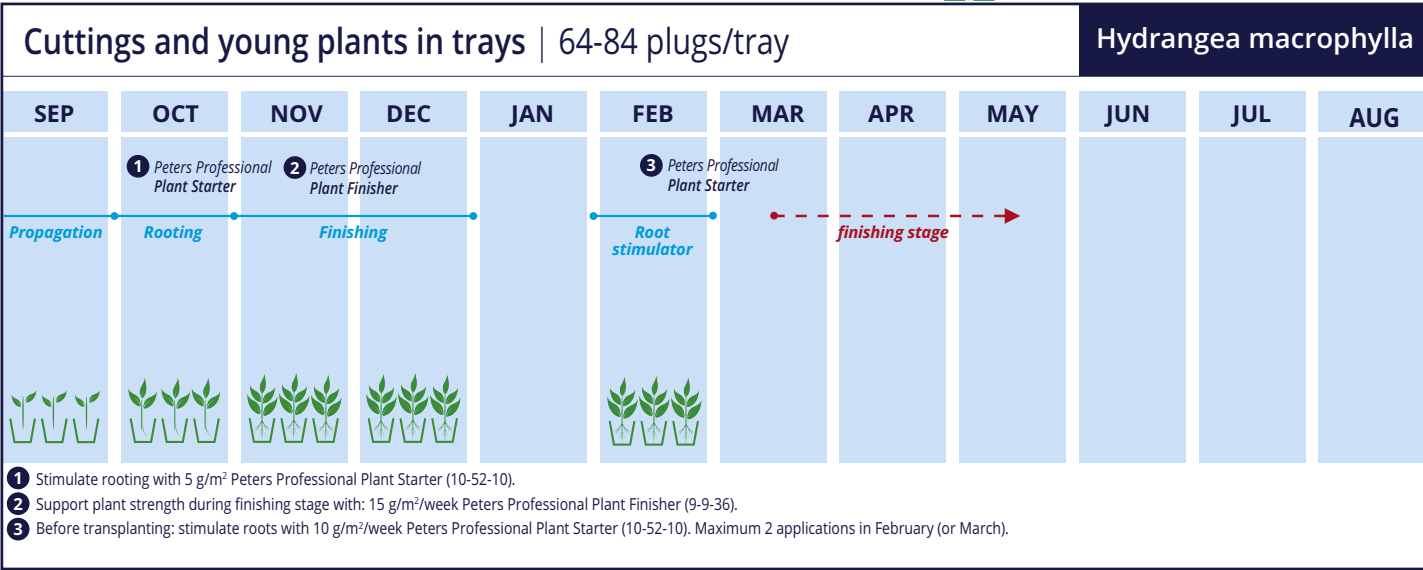 Cuttings and young plants in trays | 64-84 plugs/tray
Hydrangea macrophylla
SEP OCT NOV DEC JAN FEB MAR APR MAY JUN JUL AUG
1 Peters Professional
Plant Starter
2 Peters Professional
Plant Finisher
3 Peters Professional
Plant Starter
Propagation
Rooting
Finishing
Root
stimulator
finishing stage
1 Stimulate rooting with 5 g/m² Peters Professional Plant Starter (10-52-10).
2 Support plant strength during finishing stage with: 15 g/m²/week Peters Professional Plant Finisher (9-9-36).
3 Before transplanting: stimulate roots with 10 g/m²/week Peters Professional Plant Starter (10-52-10). Maximum 2 applications in February (or March).